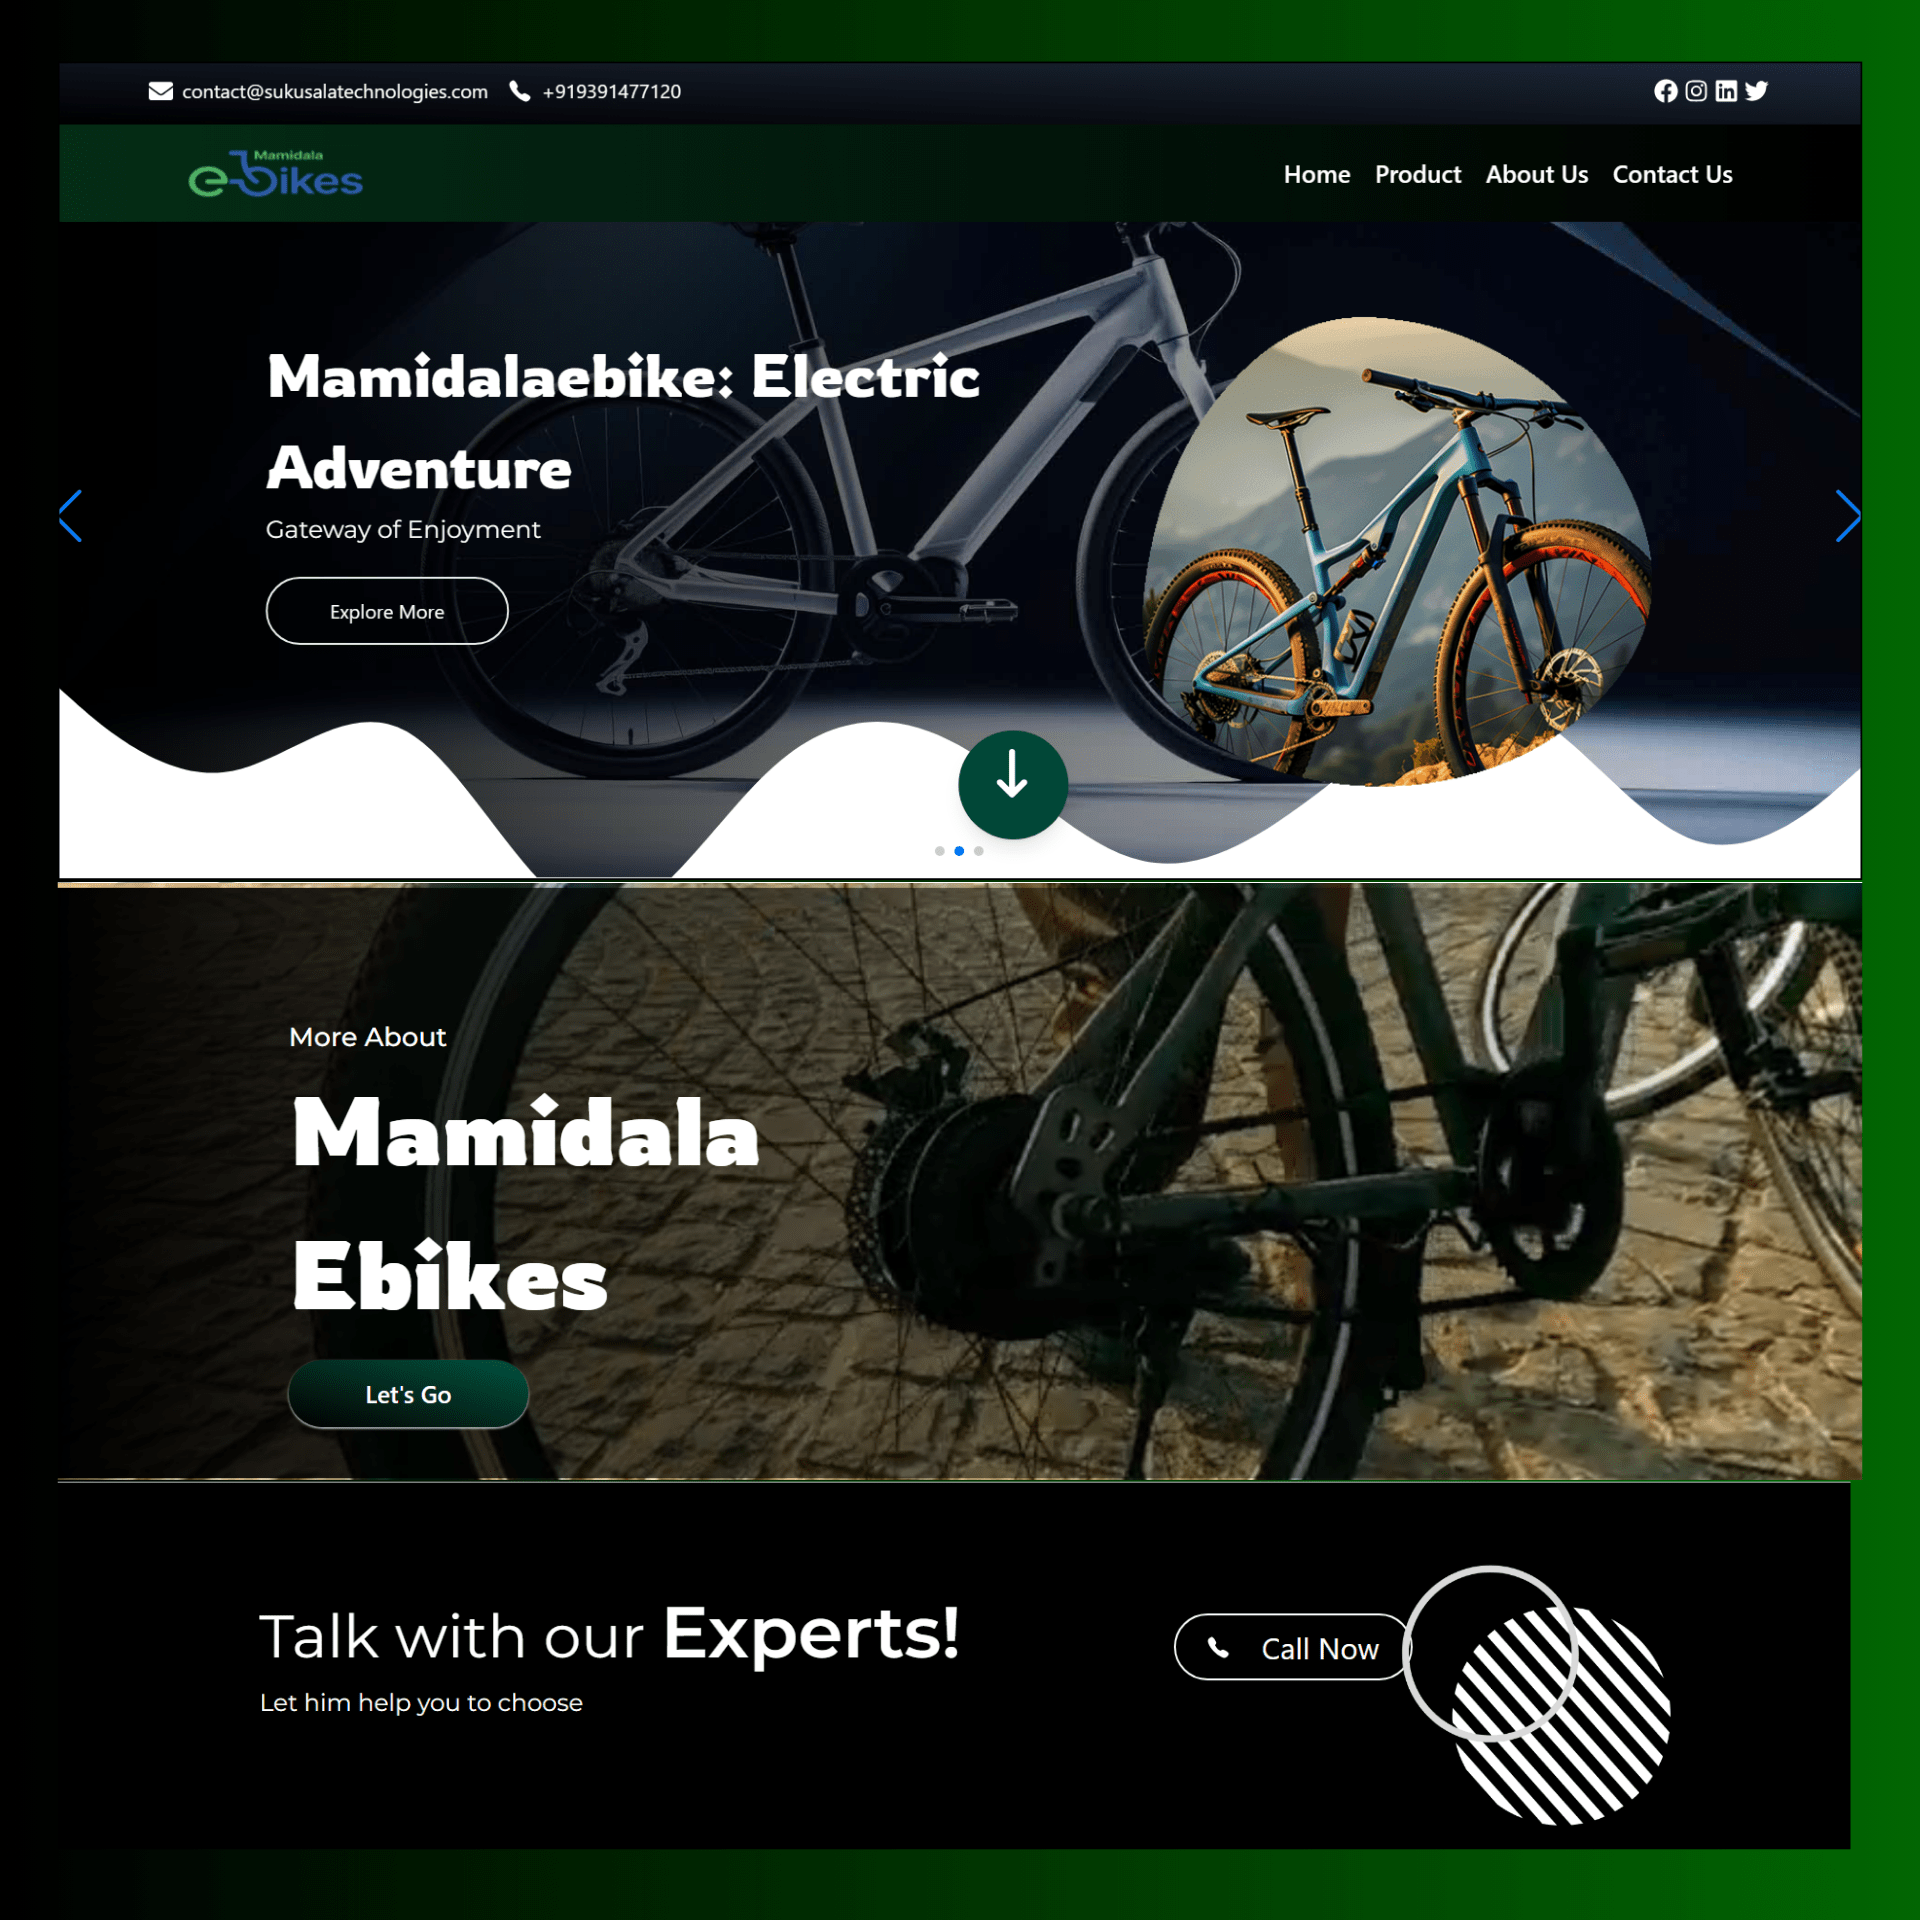 contact@sukusalatechnologies.com +919391477120
Mamidala
e-bikes
Home Product About Us Contact Us
Mamidalaebike: Electric
Adventure
Gateway of Enjoyment
Explore More
More About
Mamidala
Ebikes
Let's Go
Talk with our Experts!
Let him help you to choose
Call Now